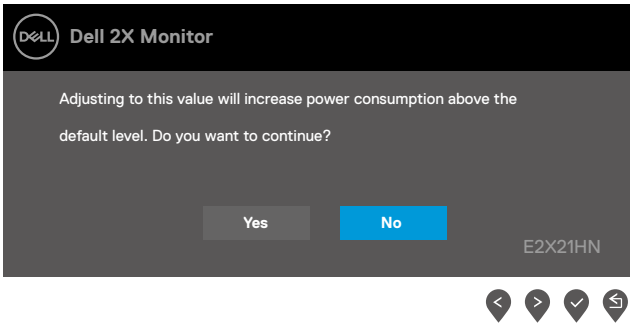 DELL Dell 2X Monitor
Adjusting to this value will increase power consumption above the
default level. Do you want to continue?
Yes No
E2X21HN